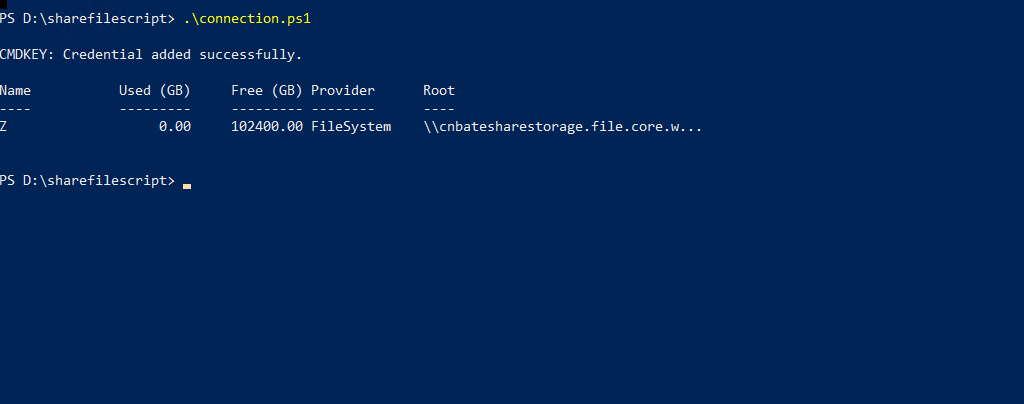 PS D:\sharefilescript> .\connection.ps1
CMDKEY: Credential added successfully.
Name Used (GB) Free (GB) Provider Root
---- --------- --------- -------- ----
Z 0.00 102400.00 FileSystem \\cnbatesharestorage.file.core.w...
PS D:\sharefilescript>